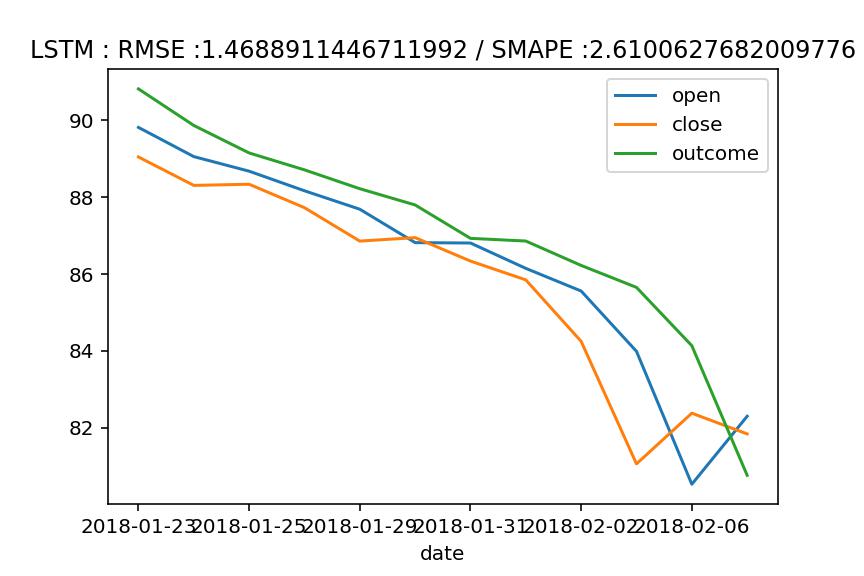 LSTM : RMSE :1.4688911446711992 / SMAPE :2.6100627682009776
open
close
outcome
90
88
86
84
82
2018-01-23 2018-01-25 2018-01-29 2018-01-31 2018-02-02 2018-02-06
date